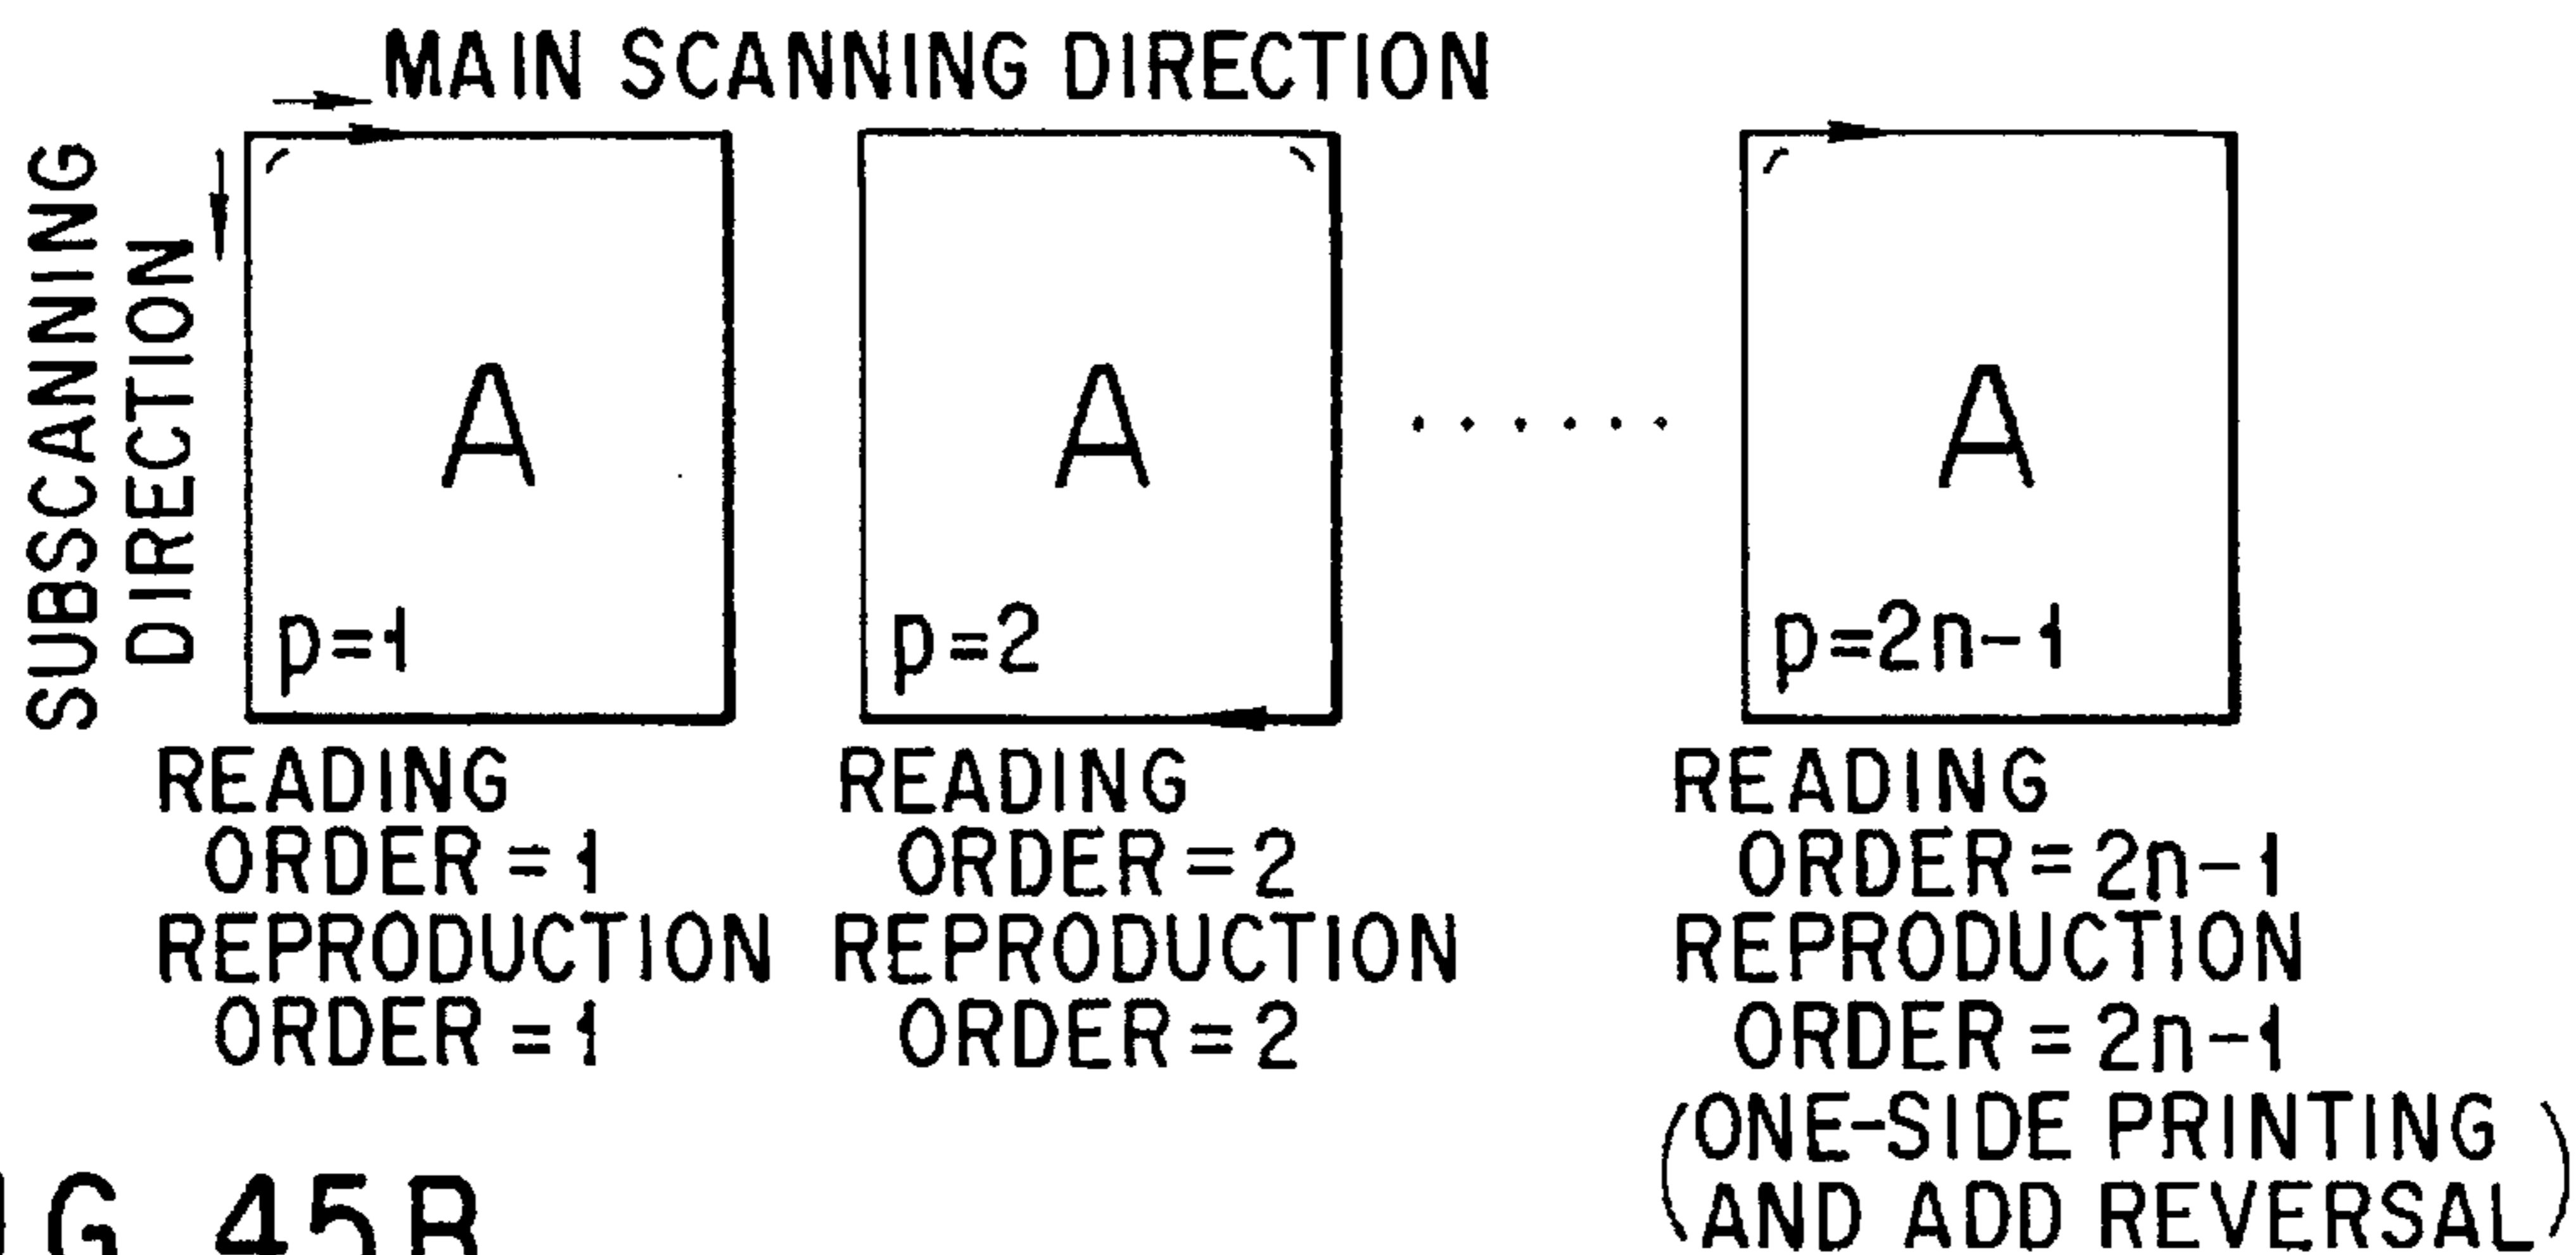 MAIN SCANNING DIRECTION
SUBSCANNING
DIRECTION
A
p=1
A
p=2
· · · · · ·
A
p=2n-1
READING
ORDER = 1
REPRODUCTION
ORDER = 1
READING
ORDER = 2
REPRODUCTION
ORDER = 2
READING
ORDER = 2n-1
REPRODUCTION
ORDER = 2n-1
(ONE-SIDE PRINTING
AND ADD REVERSAL)